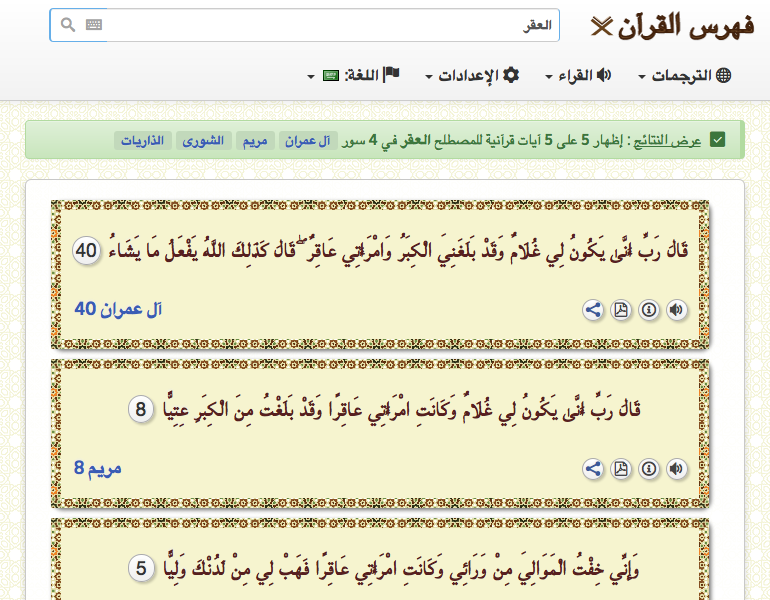 فهرس القرآن
العقر
الترجمات
القراء
الإعدادات
اللغة:
عرض النتائج : إظهار 5 على 5 آيات قرآنية للمصطلح العقر في 4 سور آل عمران مريم الشورى الذاريات
قَالَ رَبِّ أَنَّىٰ يَكُونُ لِي غُلَامٌ وَقَدْ بَلَغَنِيَ الْكِبَرُ وَامْرَأَتِي عَاقِرٌ ۖ قَالَ كَذَٰلِكَ اللَّهُ يَفْعَلُ مَا يَشَاءُ 40
آل عمران 40
قَالَ رَبِّ أَنَّىٰ يَكُونُ لِي غُلَامٌ وَكَانَتِ امْرَأَتِي عَاقِرًا وَقَدْ بَلَغْتُ مِنَ الْكِبَرِ عِتِيًّا 8
مريم 8
وَإِنِّي خِفْتُ الْمَوَالِيَ مِنْ وَرَائِي وَكَانَتِ امْرَأَتِي عَاقِرًا فَهَبْ لِي مِنْ لَدُنْكَ وَلِيًّا 5